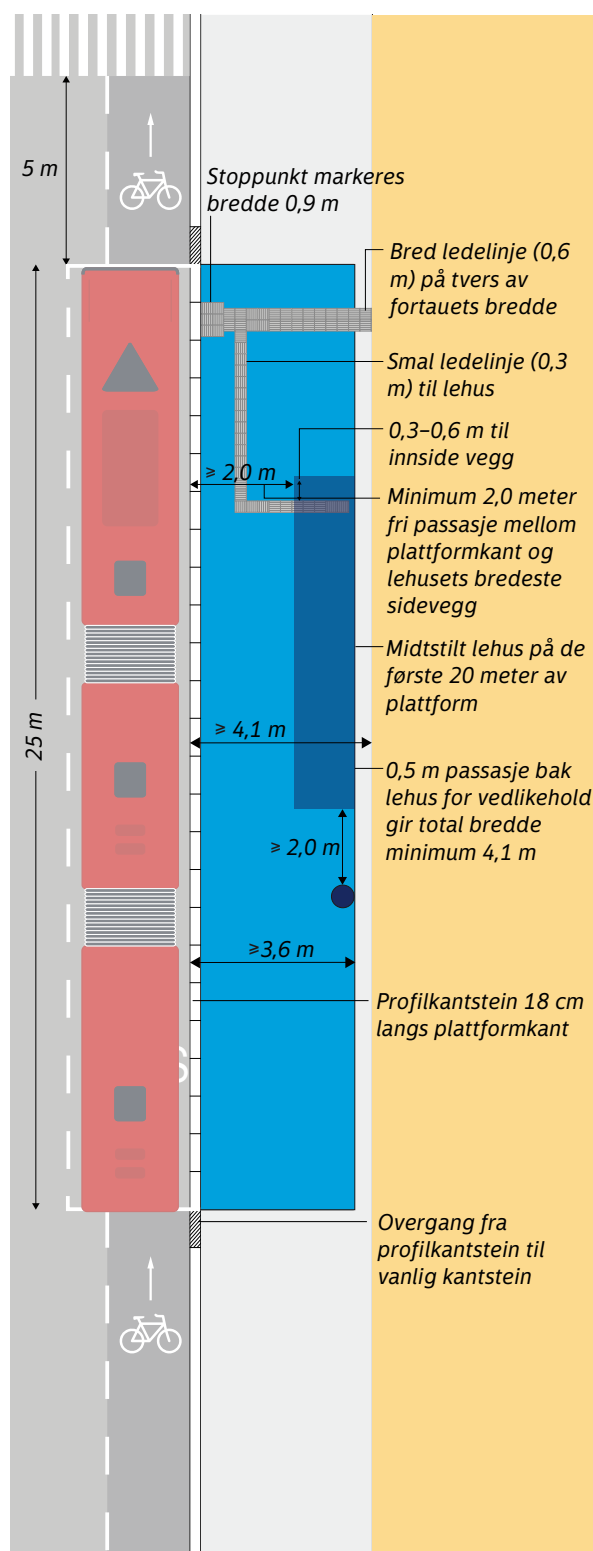 5 m
Stoppunkt markeres
bredde 0,9 m
Bred ledelinje (0,6
m) på tvers av
fortauets bredde
Smal ledelinje (0,3
m) til lehus
0,3–0,6 m til
innside vegg
≥ 2,0 m
Minimum 2,0 meter
fri passasje mellom
plattformkant og
lehusets bredeste
sidevegg
Midtstilt lehus på de
første 20 meter av
plattform
25 m
≥ 4,1 m
0,5 m passasje bak
lehus for vedlikehold
gir total bredde
minimum 4,1 m
≥ 2,0 m
≥3,6 m
Profilkantstein 18 cm
langs plattformkant
Overgang fra
profilkantstein til
vanlig kantstein